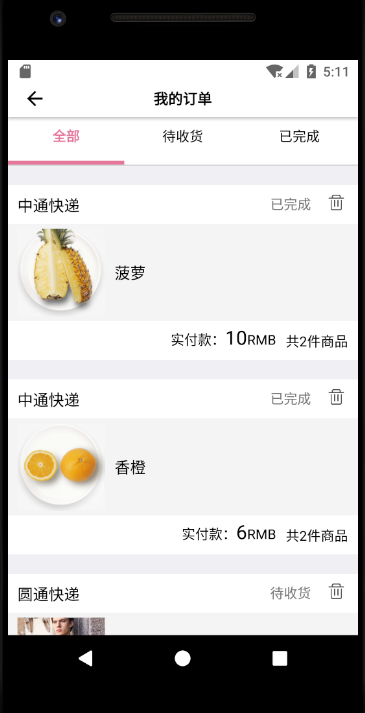 5:11
我的订单
全部 待收货 已完成
中通快递 已完成
菠萝
实付款：10RMB 共2件商品
中通快递 已完成
香橙
实付款：6RMB 共2件商品
圆通快递 待收货